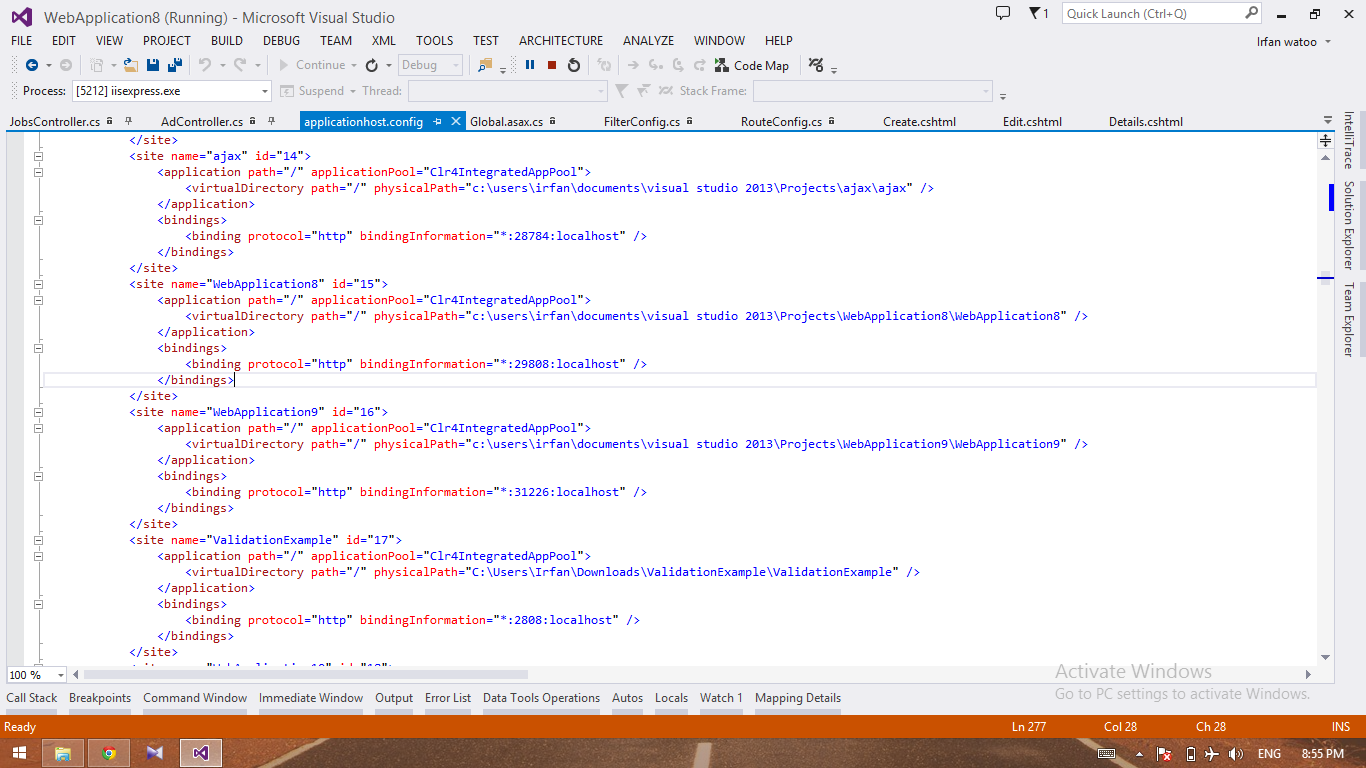 WebApplication8 (Running) - Microsoft Visual Studio
1
Quick Launch (Ctrl+Q)
FILE EDIT VIEW PROJECT BUILD DEBUG TEAM XML TOOLS TEST ARCHITECTURE ANALYZE WINDOW HELP
Irfan watoo
Continue Debug Code Map
Process: [5212] iisexpress.exe Suspend Thread: Stack Frame:
JobsController.cs AdController.cs applicationhost.config Global.asax.cs FilterConfig.cs RouteConfig.cs Create.cshtml Edit.cshtml Details.cshtml
</site>
<site name="ajax" id="14">
<application path="/" applicationPool="Clr4IntegratedAppPool">
<virtualDirectory path="/" physicalPath="c:\users\irfan\documents\visual studio 2013\Projects\ajax\ajax" />
</application>
<bindings>
<binding protocol="http" bindingInformation="*:28784:localhost" />
</bindings>
</site>
<site name="WebApplication8" id="15">
<application path="/" applicationPool="Clr4IntegratedAppPool">
<virtualDirectory path="/" physicalPath="c:\users\irfan\documents\visual studio 2013\Projects\WebApplication8\WebApplication8" />
</application>
<bindings>
<binding protocol="http" bindingInformation="*:29808:localhost" />
</bindings>
</site>
<site name="WebApplication9" id="16">
<application path="/" applicationPool="Clr4IntegratedAppPool">
<virtualDirectory path="/" physicalPath="c:\users\irfan\documents\visual studio 2013\Projects\WebApplication9\WebApplication9" />
</application>
<bindings>
<binding protocol="http" bindingInformation="*:31226:localhost" />
</bindings>
</site>
<site name="ValidationExample" id="17">
<application path="/" applicationPool="Clr4IntegratedAppPool">
<virtualDirectory path="/" physicalPath="C:\Users\Irfan\Downloads\ValidationExample\ValidationExample" />
</application>
<bindings>
<binding protocol="http" bindingInformation="*:2808:localhost" />
</bindings>
</site>
IntelliTrace
Solution Explorer
Team Explorer
100 %
Activate Windows
Go to PC settings to activate Windows.
Call Stack Breakpoints Command Window Immediate Window Output Error List Data Tools Operations Autos Locals Watch 1 Mapping Details
Ready Ln 277 Col 28 Ch 28 INS
ENG 8:55 PM